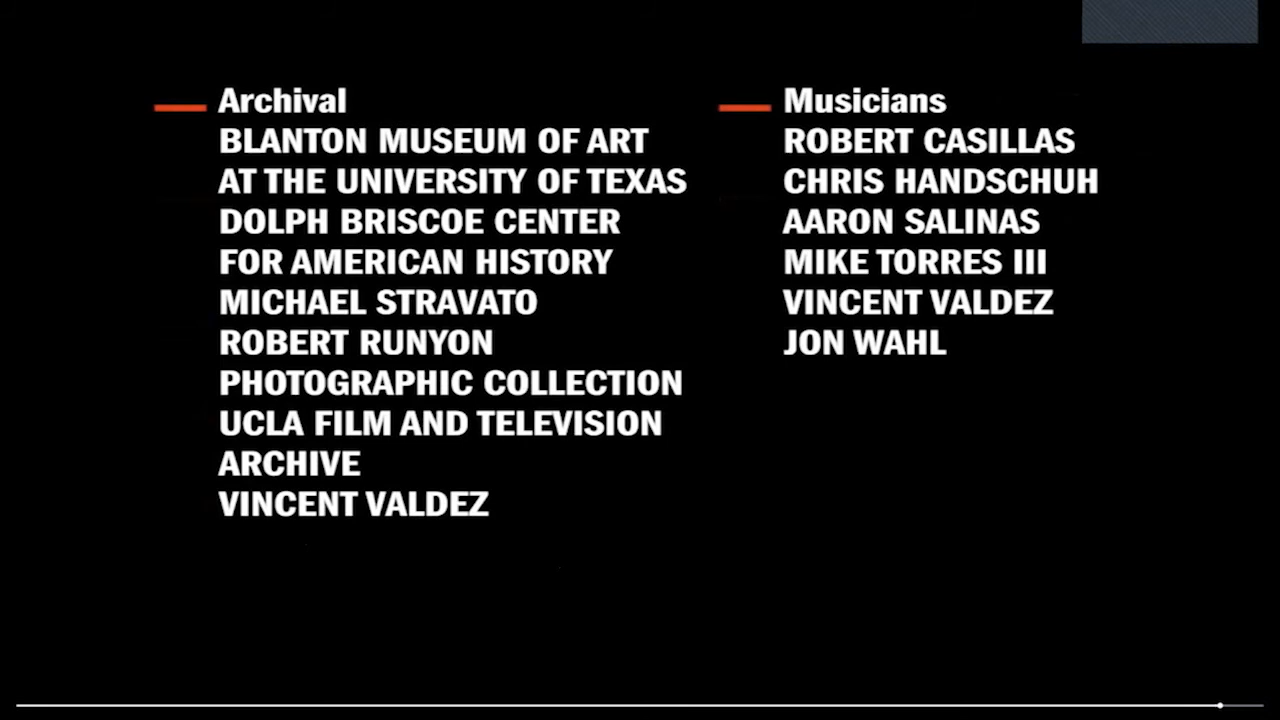 Archival
BLANTON MUSEUM OF ART
AT THE UNIVERSITY OF TEXAS
DOLPH BRISCOE CENTER
FOR AMERICAN HISTORY
MICHAEL STRAVATO
ROBERT RUNYON
PHOTOGRAPHIC COLLECTION
UCLA FILM AND TELEVISION
ARCHIVE
VINCENT VALDEZ
Musicians
ROBERT CASILLAS
CHRIS HANDSCHUH
AARON SALINAS
MIKE TORRES III
VINCENT VALDEZ
JON WAHL